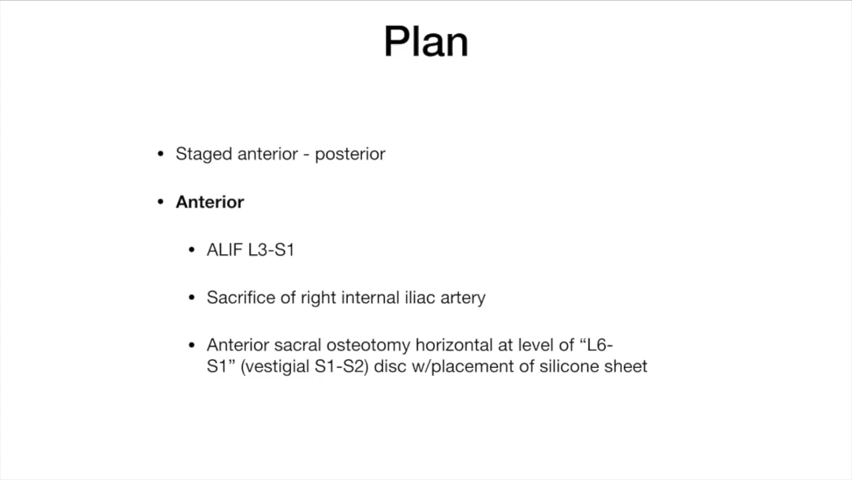 Plan
• Staged anterior - posterior
• Anterior
• ALIF L3-S1
• Sacrifice of right internal iliac artery
• Anterior sacral osteotomy horizontal at level of “L6-
S1” (vestigial S1-S2) disc w/placement of silicone sheet